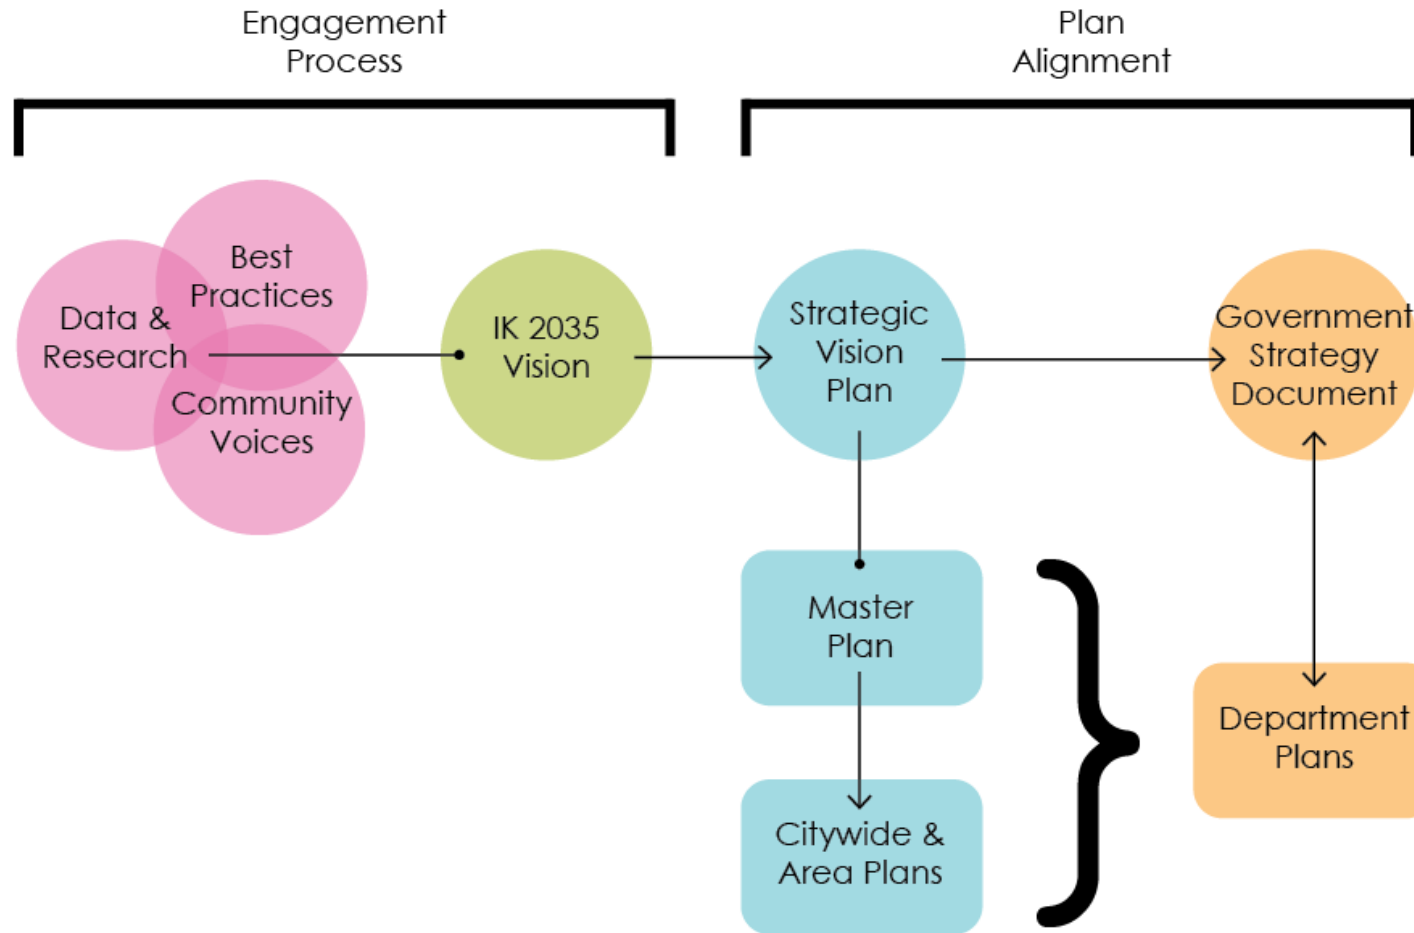 Engagement
Process
Plan
Alignment
Best
Practices
Data &
Research
Community
Voices
IK 2035
Vision
Strategic
Vision
Plan
Government
Strategy
Document
Master
Plan
Department
Plans
Citywide &
Area Plans